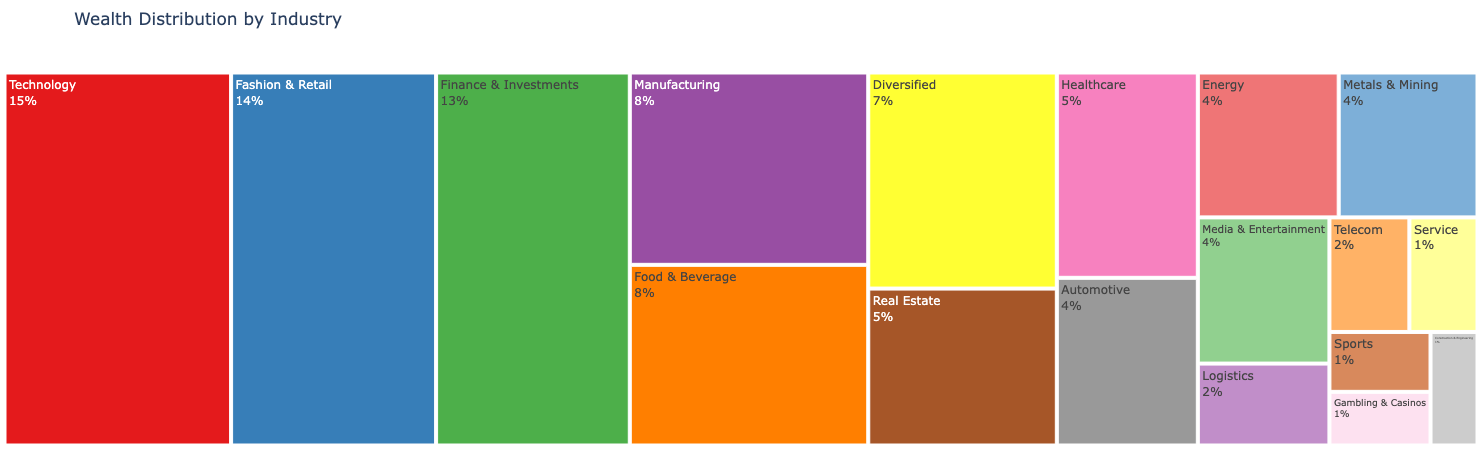 Wealth Distribution by Industry
Technology
15%
Fashion & Retail
14%
Finance & Investments
13%
Manufacturing
8%
Food & Beverage
8%
Diversified
7%
Real Estate
5%
Healthcare
5%
Automotive
4%
Energy
4%
Metals & Mining
4%
Media & Entertainment
4%
Logistics
2%
Telecom
2%
Service
1%
Sports
1%
Gambling & Casinos
1%